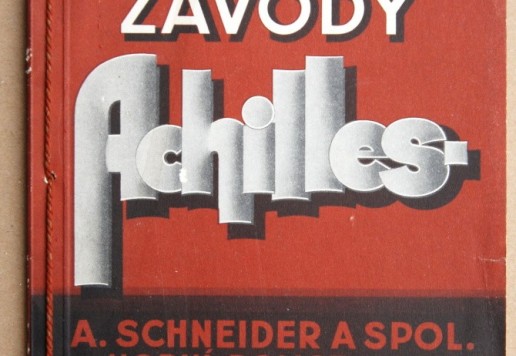 ZÁVODY
Achilles-
A. SCHNEIDER A SPOL.